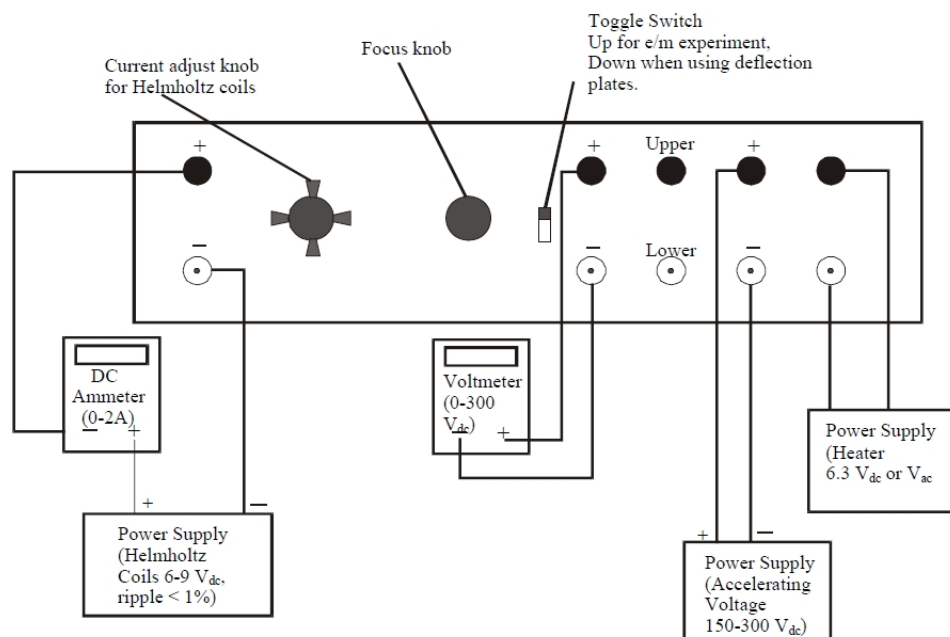 Toggle Switch
Up for e/m experiment,
Down when using deflection
plates.
Focus knob
Current adjust knob
for Helmholtz coils
+
Upper
+
+
−
Lower
−
−
DC
Ammeter
(0-2A)
− +
Voltmeter
(0-300
Vdc)
− +
Power Supply
(Heater
6.3 Vdc or Vac
+ −
Power Supply
(Helmholtz
Coils 6-9 Vdc,
ripple < 1%)
+ −
Power Supply
(Accelerating
Voltage
150-300 Vdc)